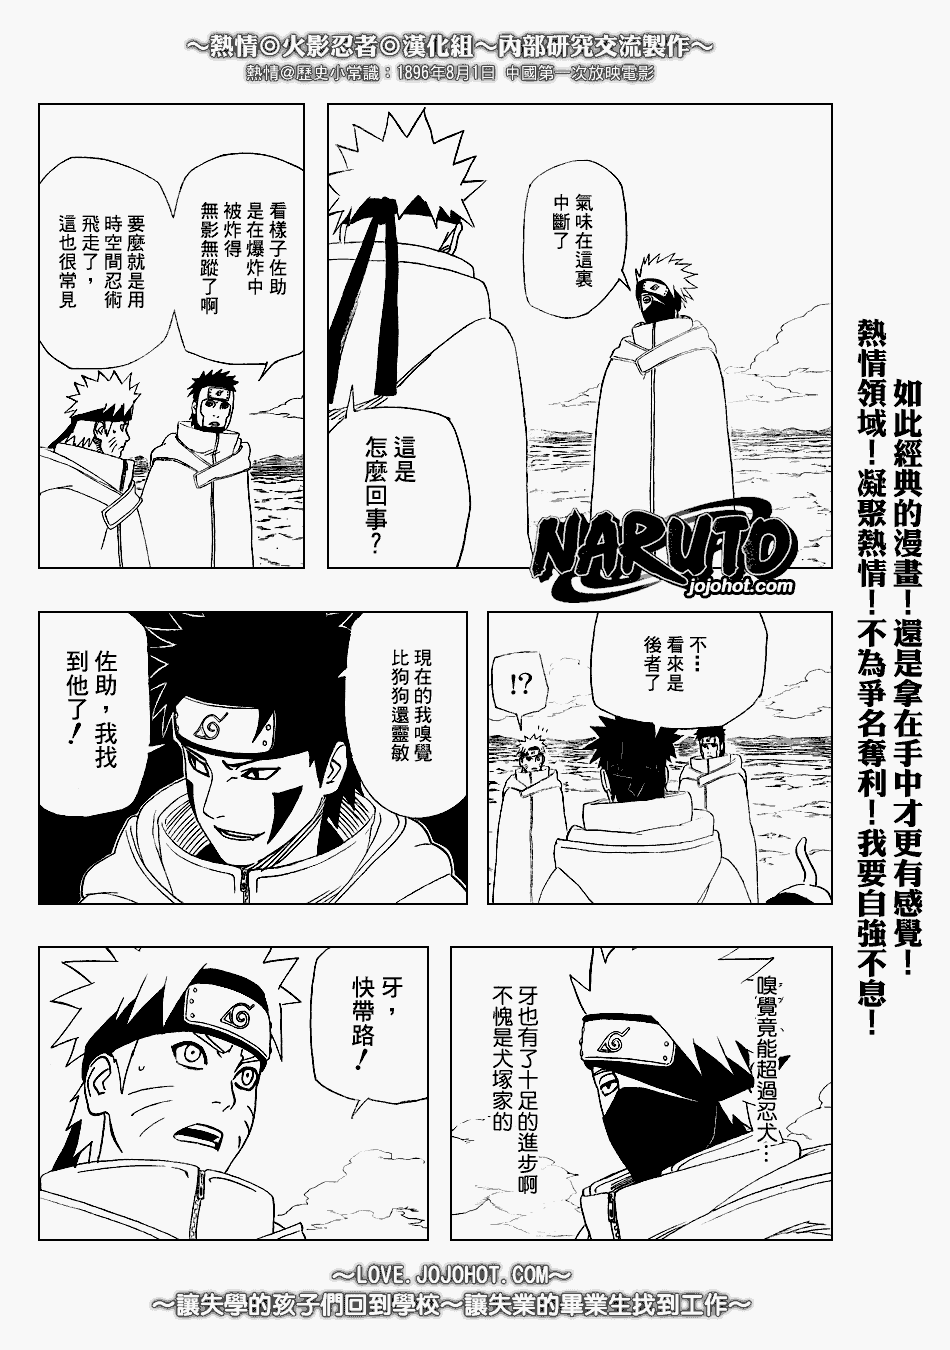 ～熱情◎火影忍者◎漢化組～內部研究交流製作～
熱情@歷史小常識：1896年8月1日 中國第一次放映電影
氣味在這裏
中斷了
這是
怎麼回事？
看樣子佐助
是在爆炸中
被炸得
無影無蹤了啊
要麼就是用
時空間忍術
飛走了，
這也很常見
NARUTO
jojohot.com
不…
看來是
後者了
!?
現在的我嗅覺
比狗狗還靈敏
佐助，我找
到他了！
嗅覺竟能超過忍犬…
牙也有了十足的進步啊
不愧是犬塚家的
牙，
快帶路！
如此經典的漫畫！還是拿在手中才更有感覺！
熱情領域！凝聚熱情！不為爭名奪利！我要自強不息！
～LOVE.JOJOHOT.COM～
～讓失學的孩子們回到學校～讓失業的畢業生找到工作～